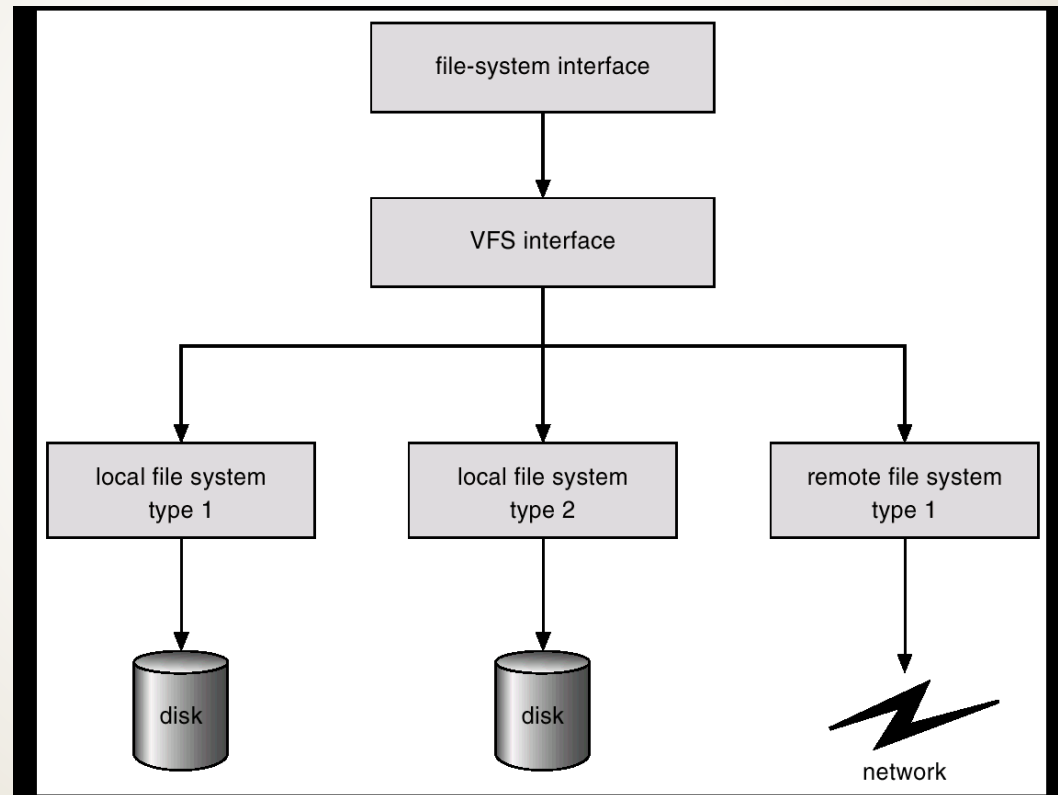 file-system interface
VFS interface
local file system
type 1
local file system
type 2
remote file system
type 1
disk
disk
network